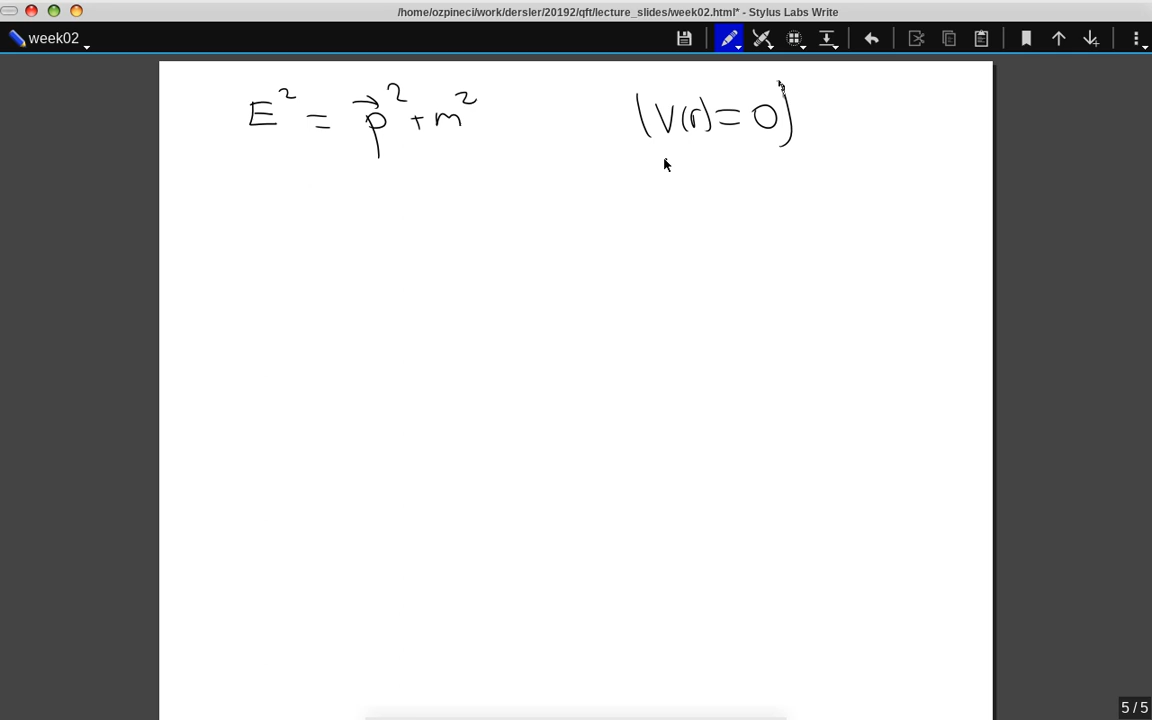 /home/ozpineci/work/dersler/20192/qft/lecture_slides/week02.html* - Stylus Labs Write
week02
E² = p⃗² + m² (V(r) = 0)
5 / 5